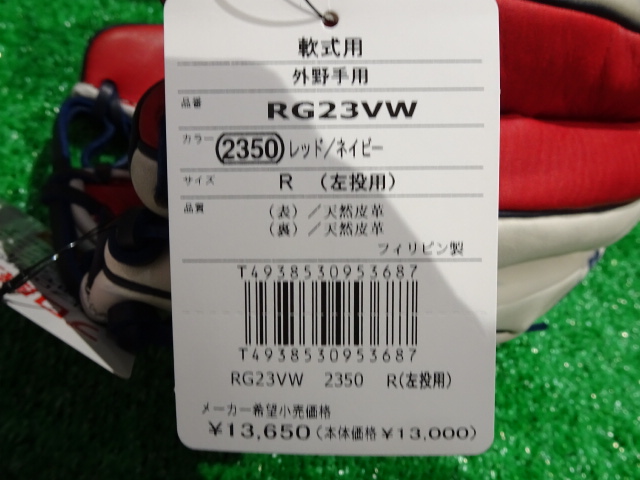 軟式用
外野手用
品番 RG23VW
カラー (2350)レッド/ネイビー
サイズ R (左投用)
品質 (表)/天然皮革
(裏)/天然皮革
フィリピン製
T4938530953687
T4938530953687
RG23VW 2350 R(左投用)
メーカー希望小売価格
¥13,650(本体価格¥13,000)